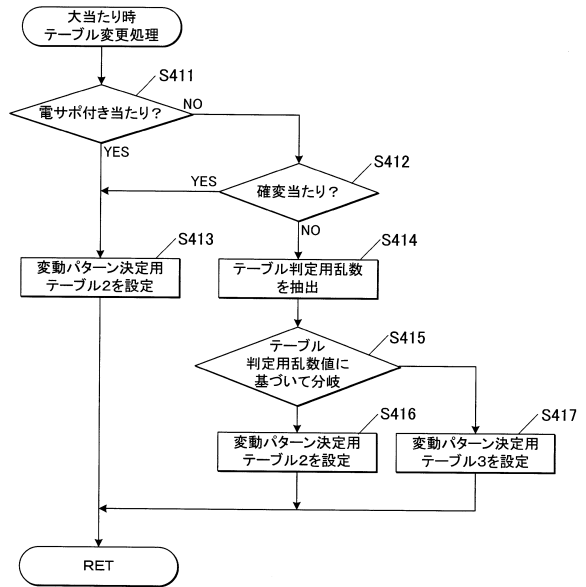 大当たり時
テーブル変更処理
S411
電サポ付き当たり?
NO
YES
S412
確変当たり?
YES
NO
S413
変動パターン決定用
テーブル2を設定
S414
テーブル判定用乱数
を抽出
S415
テーブル
判定用乱数値に
基づいて分岐
S416
変動パターン決定用
テーブル2を設定
S417
変動パターン決定用
テーブル3を設定
RET